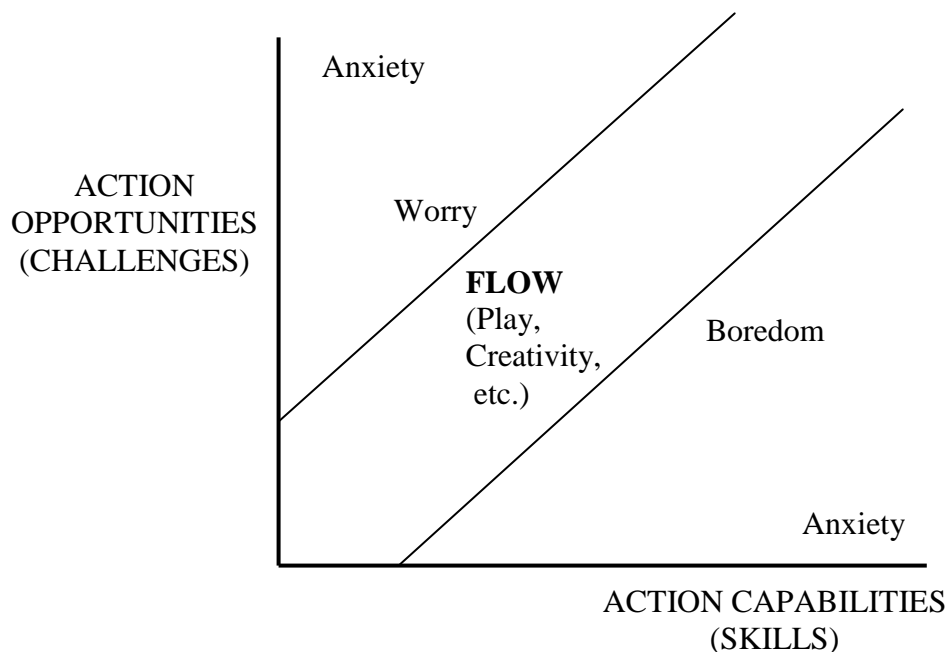 Anxiety
ACTION
OPPORTUNITIES
(CHALLENGES)
Worry
FLOW
(Play,
Creativity,
etc.)
Boredom
Anxiety
ACTION CAPABILITIES
(SKILLS)